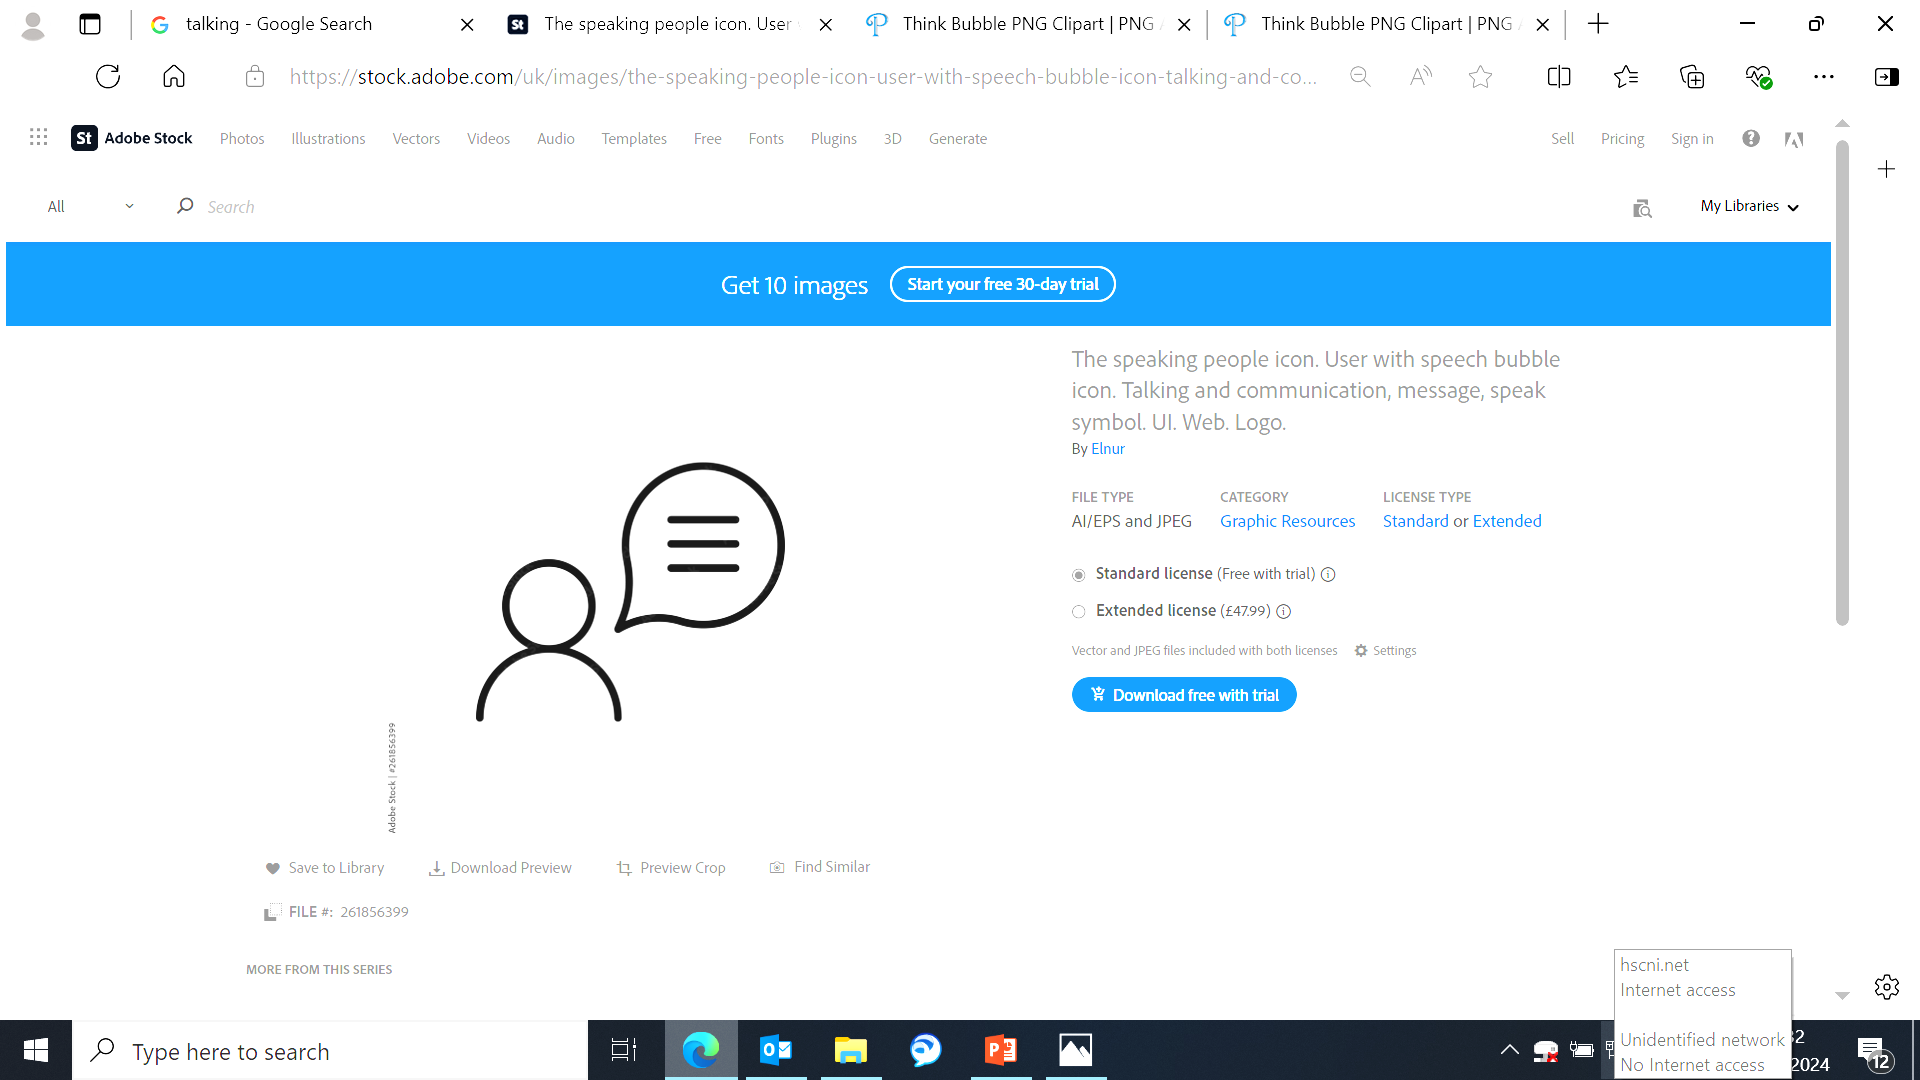 talking - Google Search
The speaking people icon. User
Think Bubble PNG Clipart | PNG
Think Bubble PNG Clipart | PNG
https://stock.adobe.com/uk/images/the-speaking-people-icon-user-with-speech-bubble-icon-talking-and-co...
St Adobe Stock Photos Illustrations Vectors Videos Audio Templates Free Fonts Plugins 3D Generate Sell Pricing Sign in
All Search My Libraries
Get 10 images Start your free 30-day trial
The speaking people icon. User with speech bubble
icon. Talking and communication, message, speak
symbol. UI. Web. Logo.
By Elnur
FILE TYPE CATEGORY LICENSE TYPE
AI/EPS and JPEG Graphic Resources Standard or Extended
Standard license (Free with trial)
Extended license (£47.99)
Vector and JPEG files included with both licenses Settings
Download free with trial
Adobe Stock | #261856399
Save to Library Download Preview Preview Crop Find Similar
FILE #: 261856399
MORE FROM THIS SERIES
hscni.net
Internet access
Unidentified network
No Internet access
Type here to search
32
2024
12